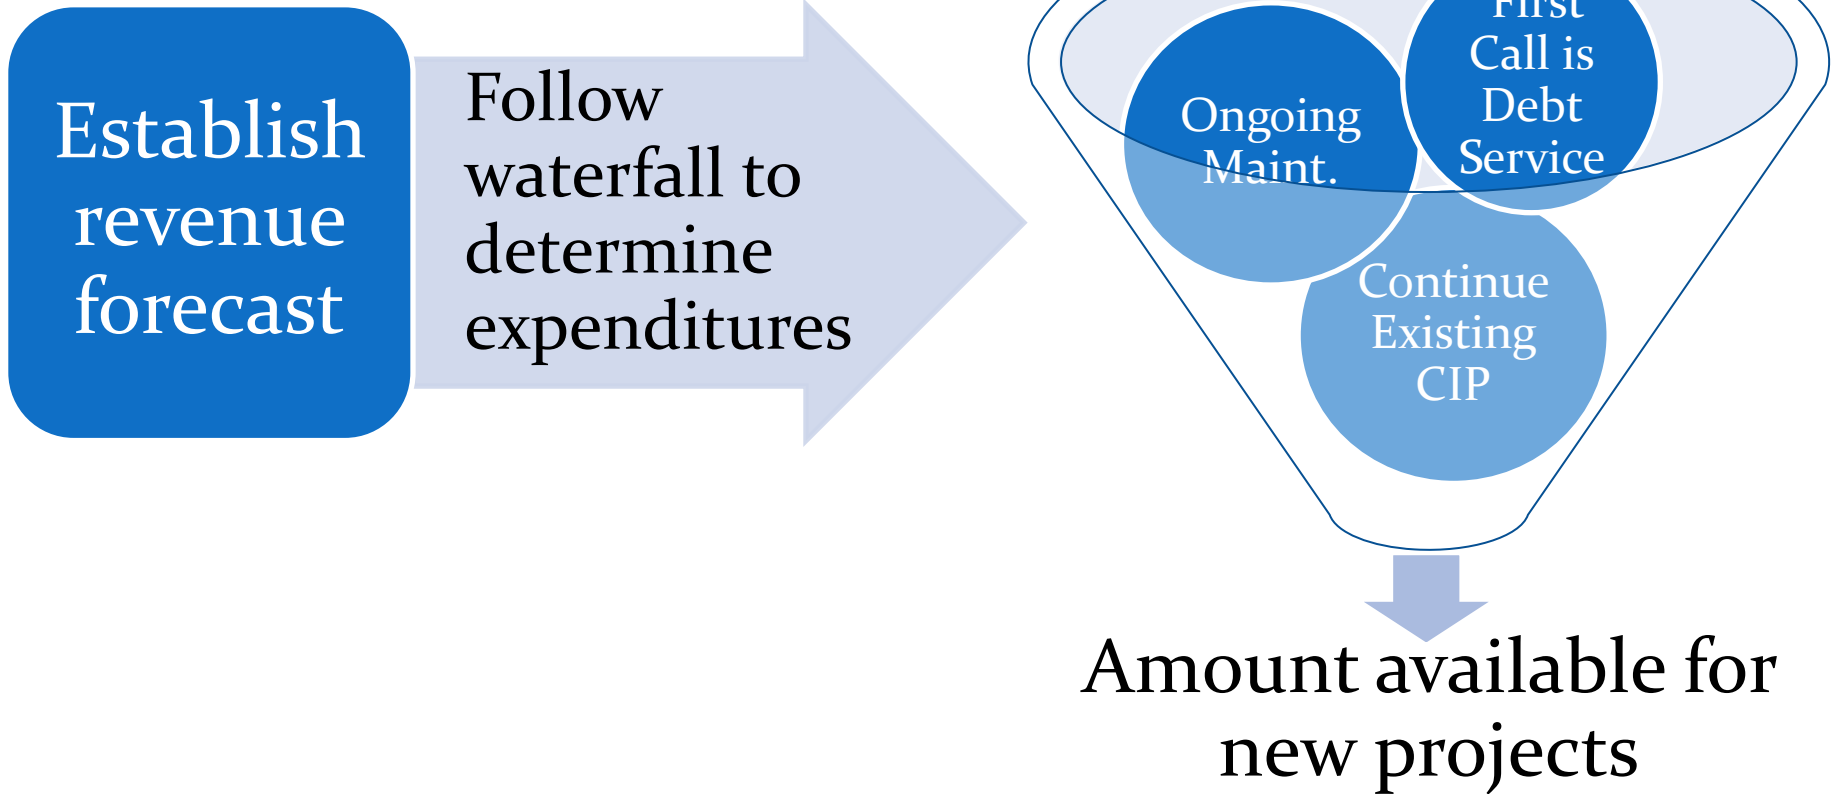 Establish
revenue
forecast
Follow
waterfall to
determine
expenditures
First
Call is
Debt
Service
Ongoing
Maint.
Continue
Existing
CIP
Amount available for
new projects